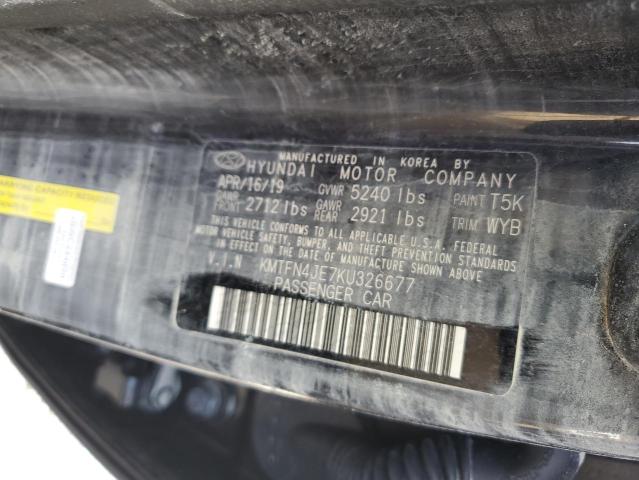 MANUFACTURED IN KOREA BY
HYUNDAI MOTOR COMPANY
APR/16/19 GVWR 5240 lbs PAINT T5K
FRONT 2712 lbs GAWR REAR 2921 lbs TRIM WYB
THIS VEHICLE CONFORMS TO ALL APPLICABLE U.S.A. FEDERAL
MOTOR VEHICLE SAFETY, BUMPER, AND THEFT PREVENTION STANDARDS
IN EFFECT ON THE DATE OF MANUFACTURE SHOWN ABOVE.
V.I.N KMTFN4JE7KU326677
PASSENGER CAR
CAPACITY REDUCED